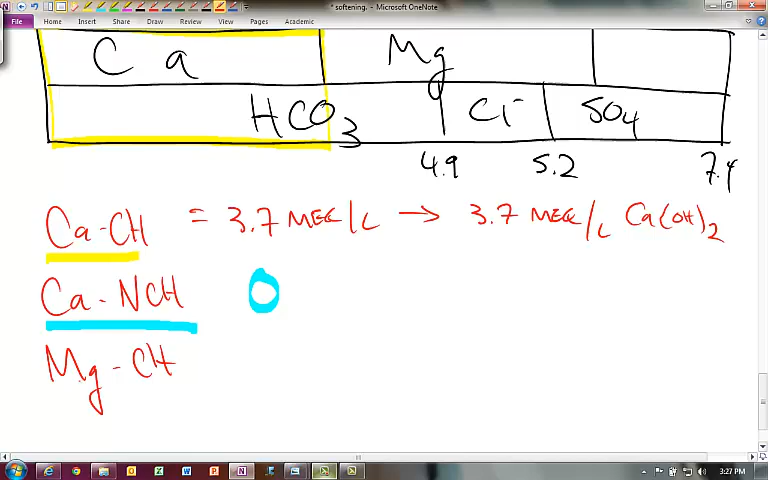 * softening. - Microsoft OneNote
File Home Insert Share Draw Review View Pages Academic
Ca Mg
HCO3 Cl- SO4
4.9 5.2 7.4
Ca-CH = 3.7 MEQ/L → 3.7 MEQ/L Ca(OH)2
Ca-NCH 0
Mg-CH
3:27 PM